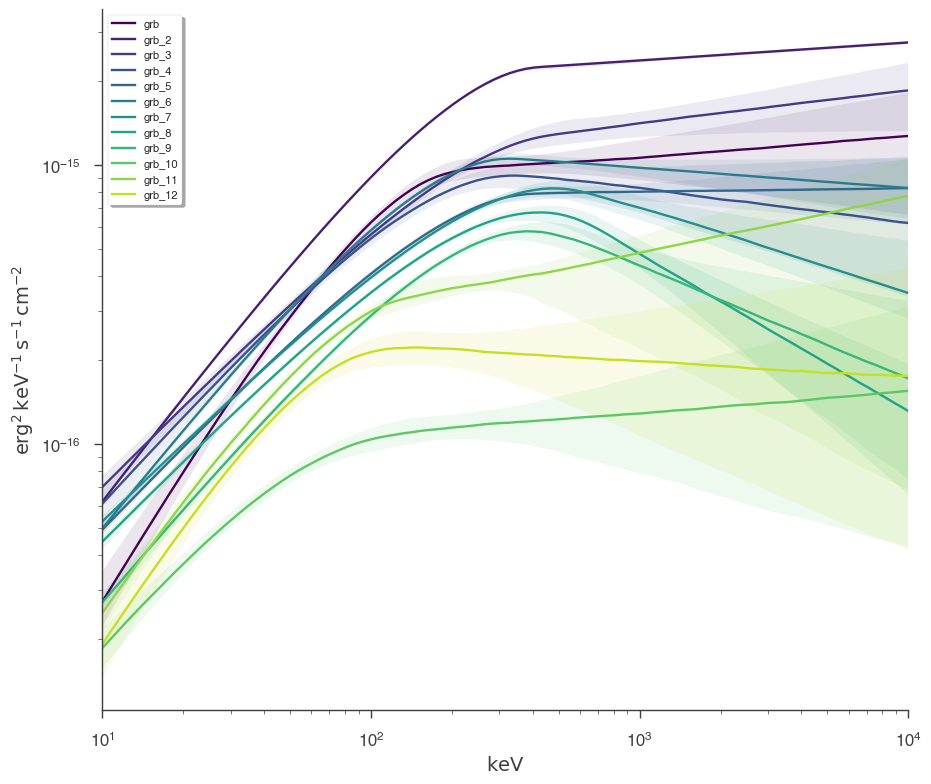 grb
grb_2
grb_3
grb_4
grb_5
grb_6
grb_7
grb_8
grb_9
grb_10
grb_11
grb_12
10⁻¹⁵
10⁻¹⁶
erg² keV⁻¹ s⁻¹ cm⁻²
10¹ 10² 10³ 10⁴
keV